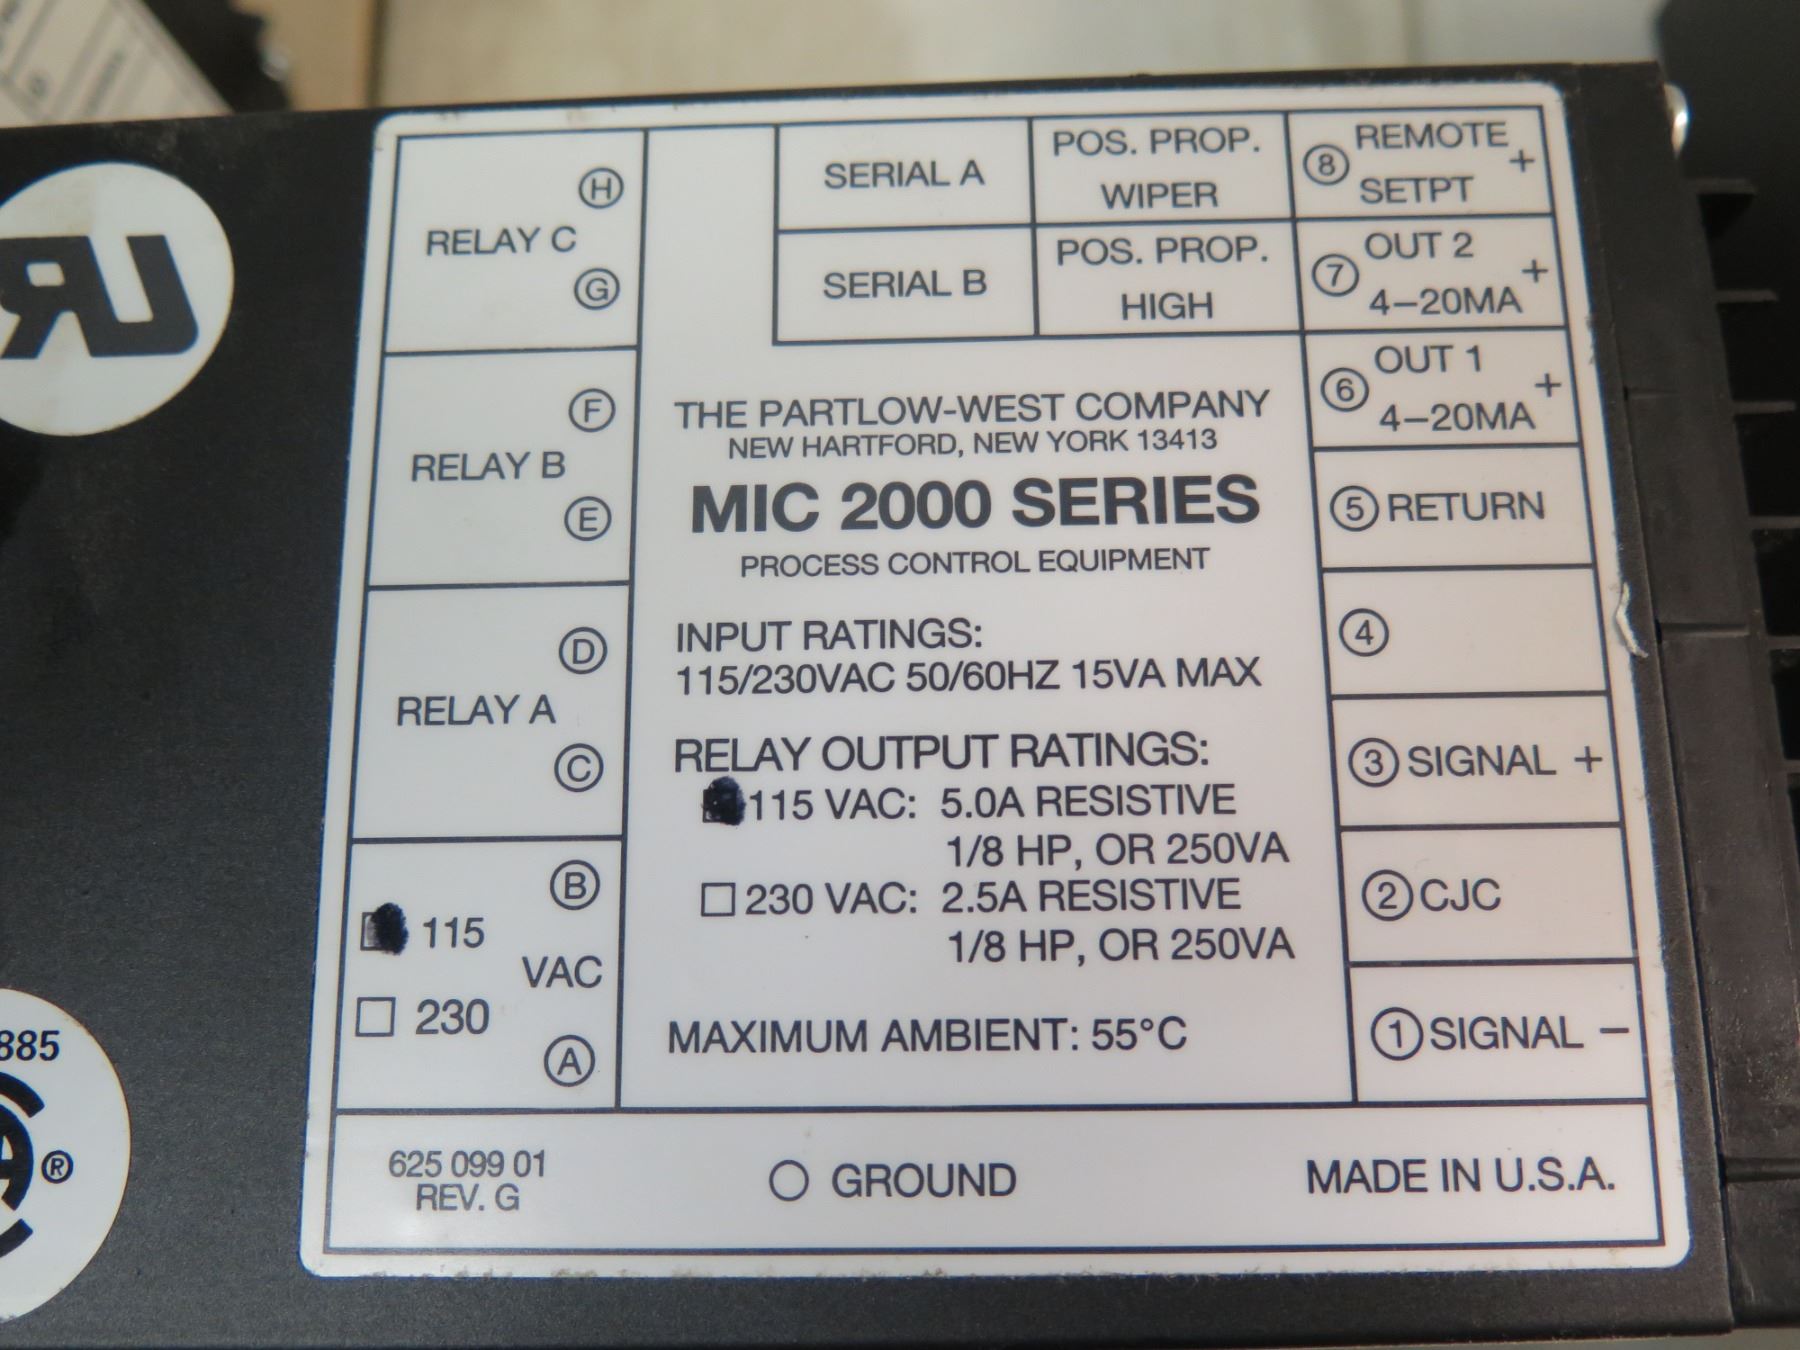 H
RELAY C
G
F
RELAY B
E
D
RELAY A
C
B
115
VAC
230
A
SERIAL A
POS. PROP.
WIPER
SERIAL B
POS. PROP.
HIGH
THE PARTLOW-WEST COMPANY
NEW HARTFORD, NEW YORK 13413
MIC 2000 SERIES
PROCESS CONTROL EQUIPMENT
INPUT RATINGS:
115/230VAC 50/60HZ 15VA MAX
RELAY OUTPUT RATINGS:
115 VAC: 5.0A RESISTIVE
1/8 HP, OR 250VA
230 VAC: 2.5A RESISTIVE
1/8 HP, OR 250VA
MAXIMUM AMBIENT: 55°C
8 REMOTE +
SETPT
7 OUT 2 +
4–20MA
6 OUT 1 +
4–20MA
5 RETURN
4
3 SIGNAL +
2 CJC
1 SIGNAL –
625 099 01
REV. G
GROUND
MADE IN U.S.A.
885
®